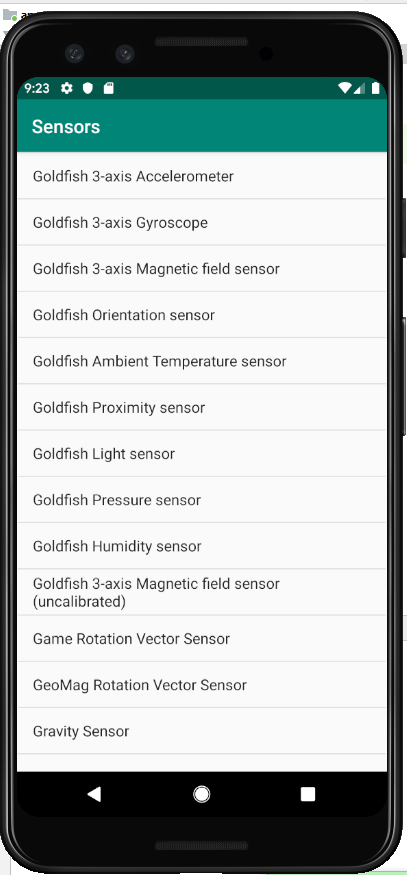 9:23
Sensors
Goldfish 3-axis Accelerometer
Goldfish 3-axis Gyroscope
Goldfish 3-axis Magnetic field sensor
Goldfish Orientation sensor
Goldfish Ambient Temperature sensor
Goldfish Proximity sensor
Goldfish Light sensor
Goldfish Pressure sensor
Goldfish Humidity sensor
Goldfish 3-axis Magnetic field sensor
(uncalibrated)
Game Rotation Vector Sensor
GeoMag Rotation Vector Sensor
Gravity Sensor